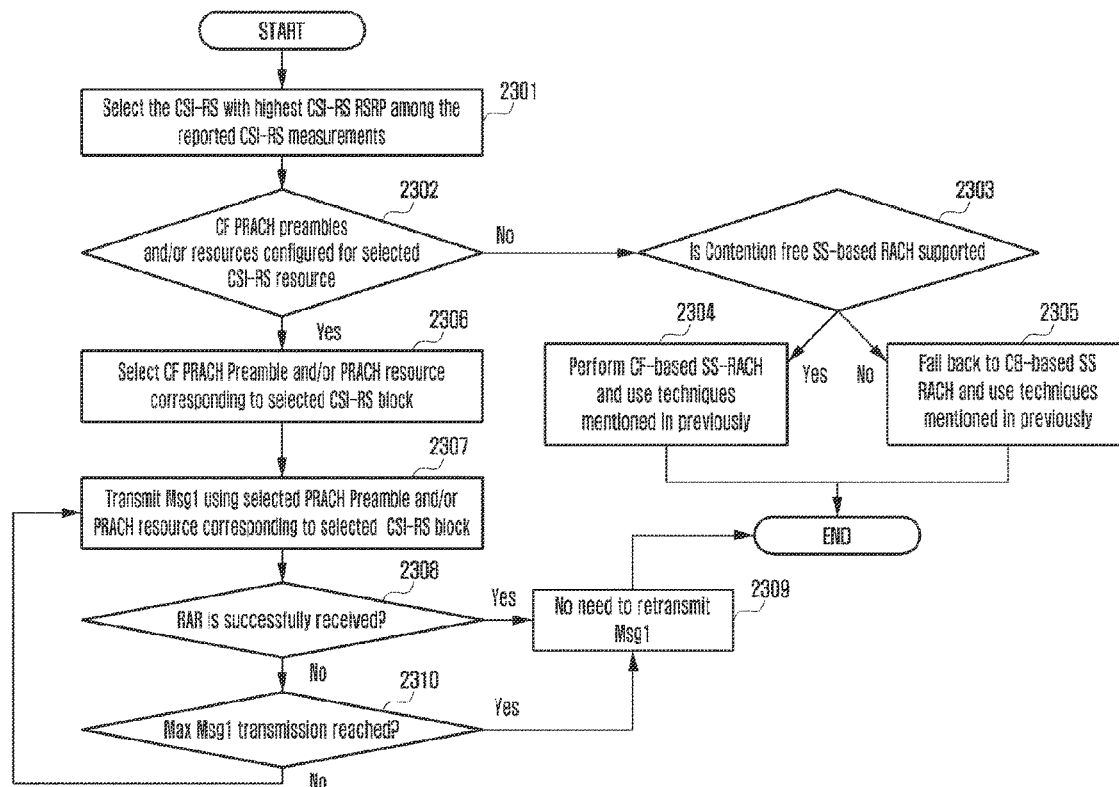 START
2301
Select the CSI-RS with highest CSI-RS RSRP among the
reported CSI-RS measurements
2302
CF PRACH preambles
and/or resources configured for selected
CSI-RS resource
No
Yes
2303
Is Contention free SS-based RACH supported
Yes
No
2304
Perform CF-based SS-RACH
and use techniques
mentioned in previously
2305
Fall back to CB-based SS
RACH and use techniques
mentioned in previously
2306
Select CF PRACH Preamble and/or PRACH resource
corresponding to selected CSI-RS block
2307
Transmit Msg1 using selected PRACH Preamble and/or
PRACH resource corresponding to selected CSI-RS block
END
2308
RAR is successfully received?
Yes
No
2309
No need to retransmit
Msg1
2310
Max Msg1 transmission reached?
Yes
No